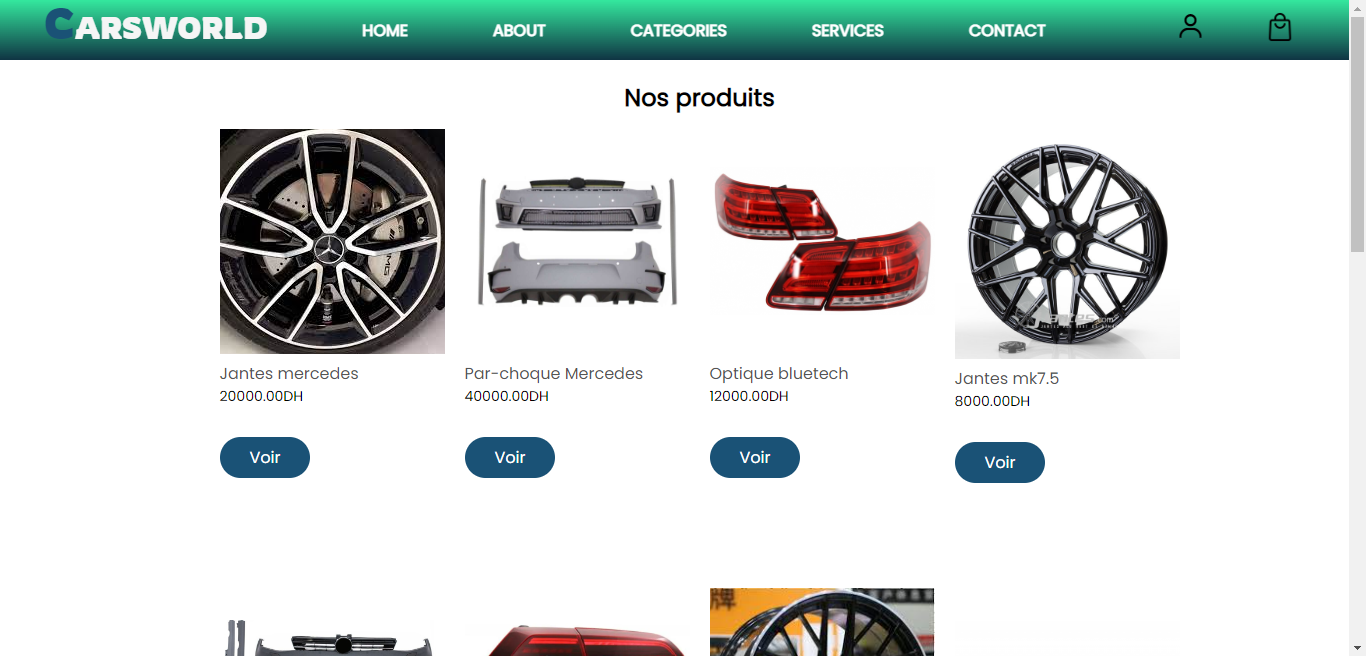 CARSWORLD
HOME
ABOUT
CATEGORIES
SERVICES
CONTACT
Nos produits
AMG
Jantes mercedes
20000.00DH
Voir
Par-choque Mercedes
40000.00DH
Voir
Optique bluetech
12000.00DH
Voir
Jantes mk7.5
8000.00DH
Voir